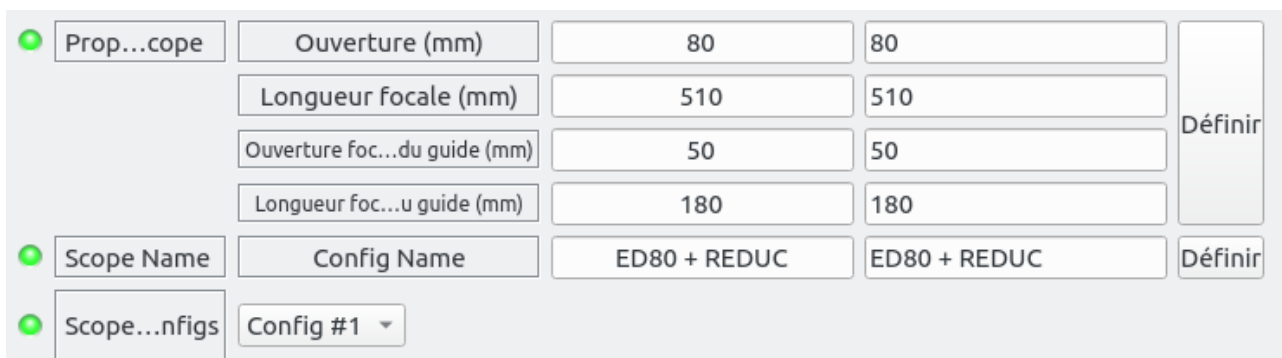 Prop…cope Ouverture (mm) 80 80
Longueur focale (mm) 510 510
Définir
Ouverture foc…du guide (mm) 50 50
Longueur foc…u guide (mm) 180 180
Scope Name Config Name ED80 + REDUC ED80 + REDUC Définir
Scope…nfigs Config #1